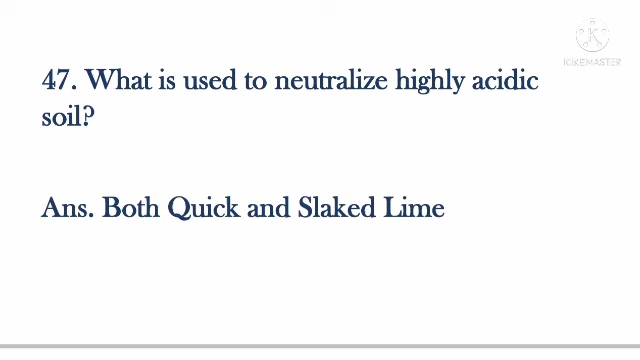 K
KINEMASTER
47. What is used to neutralize highly acidic
soil?
Ans. Both Quick and Slaked Lime